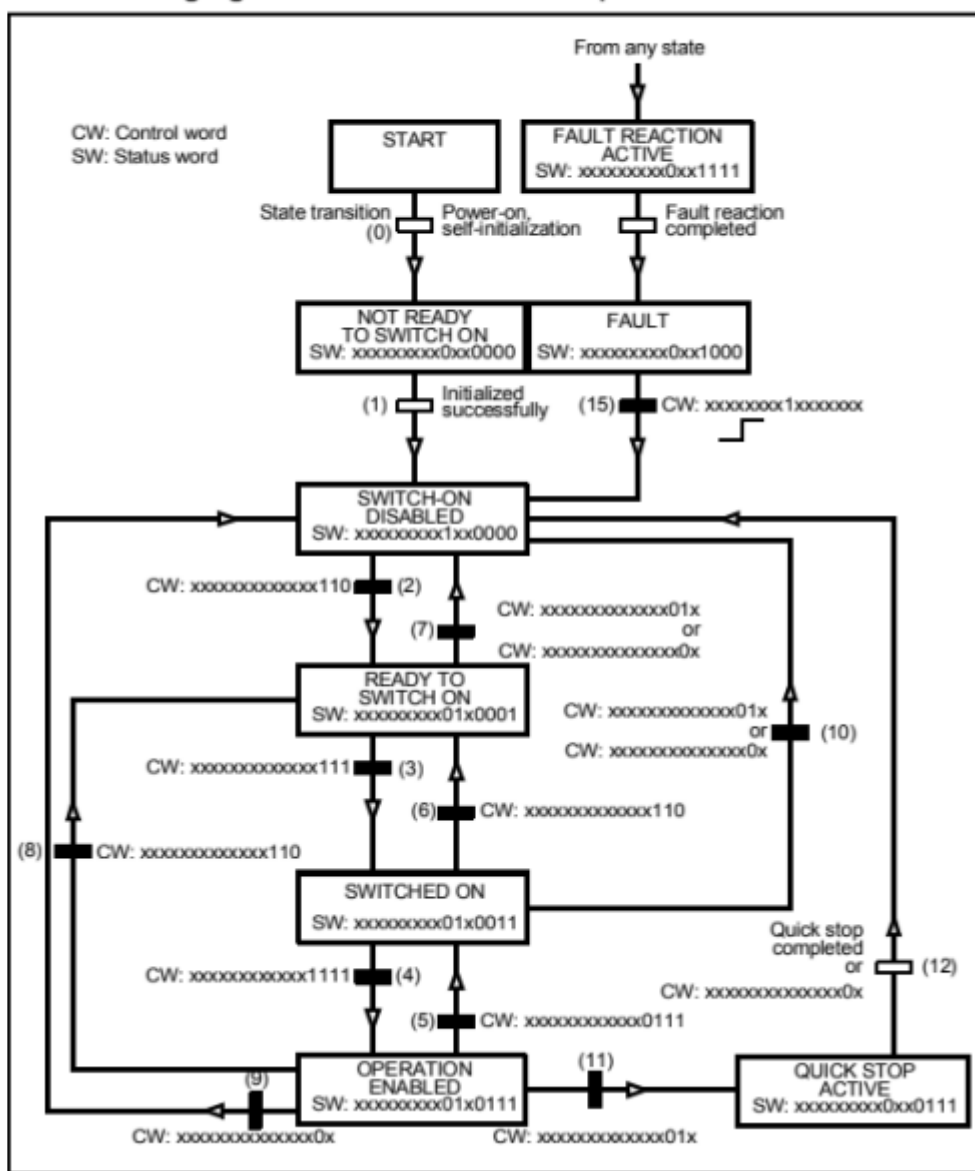 From any state
CW: Control word
SW: Status word
START
FAULT REACTION
ACTIVE
SW: xxxxxxxxx0xx1111
State transition
(0)
Power-on,
self-initialization
Fault reaction
completed
NOT READY
TO SWITCH ON
SW: xxxxxxxxx0xx0000
FAULT
SW: xxxxxxxxx0xx1000
(1)
Initialized
successfully
(15)
CW: xxxxxxxx1xxxxxxx
SWITCH-ON
DISABLED
SW: xxxxxxxxx1xx0000
CW: xxxxxxxxxxxxx110
(2)
(7)
CW: xxxxxxxxxxxxx01x
or
CW: xxxxxxxxxxxxxx0x
READY TO
SWITCH ON
SW: xxxxxxxxx01x0001
CW: xxxxxxxxxxxxx01x
or
CW: xxxxxxxxxxxxxx0x
(10)
CW: xxxxxxxxxxxxx111
(3)
(6)
CW: xxxxxxxxxxxxx110
(8)
CW: xxxxxxxxxxxxx110
SWITCHED ON
SW: xxxxxxxxx01x0011
Quick stop
completed
or
CW: xxxxxxxxxxxxxx0x
(12)
CW: xxxxxxxxxxxx1111
(4)
(5)
CW: xxxxxxxxxxxx0111
OPERATION
ENABLED
SW: xxxxxxxxx01x0111
(9)
CW: xxxxxxxxxxxxxx0x
(11)
CW: xxxxxxxxxxxxx01x
QUICK STOP
ACTIVE
SW: xxxxxxxxx0xx0111